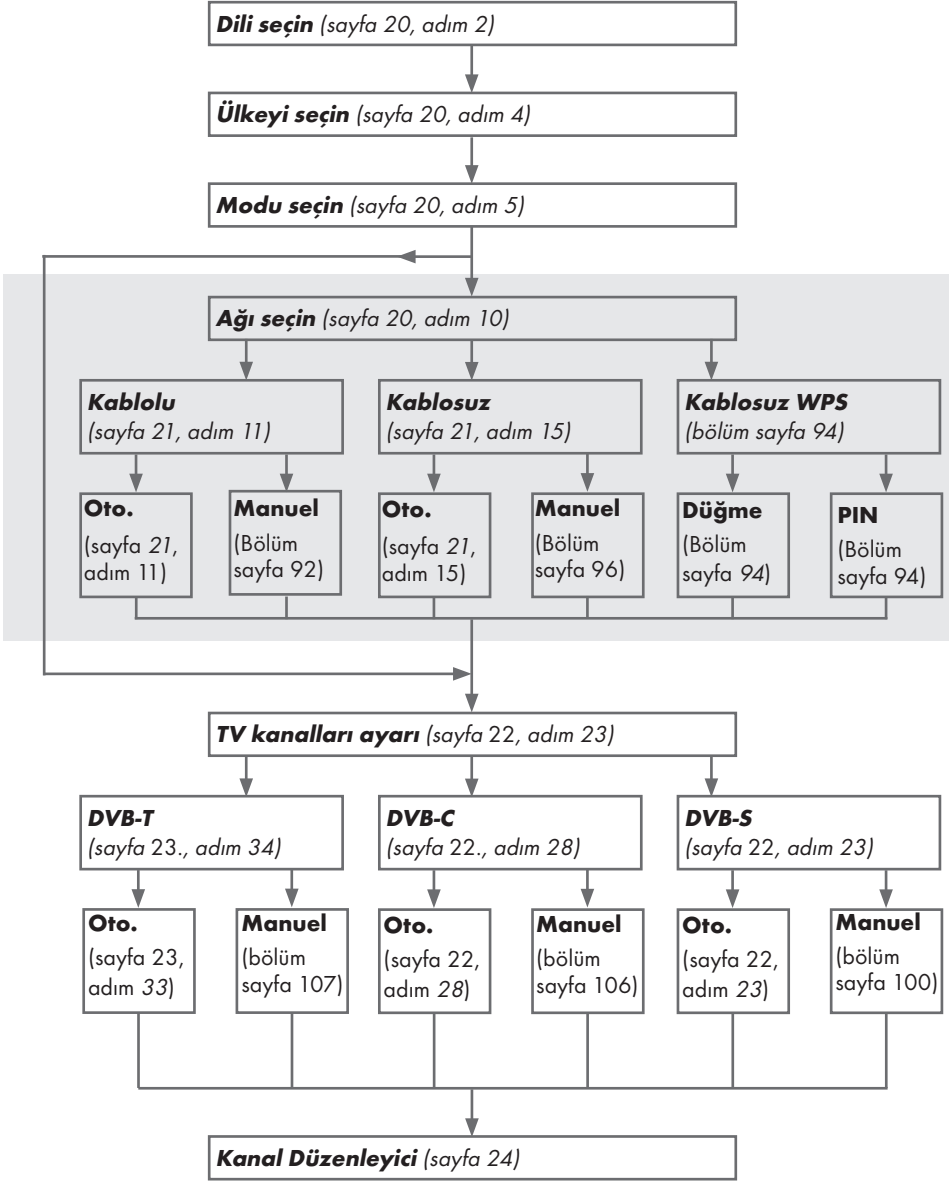 Dili seçin (sayfa 20, adım 2)
Ülkeyi seçin (sayfa 20, adım 4)
Modu seçin (sayfa 20, adım 5)
Ağı seçin (sayfa 20, adım 10)
Kablolu
(sayfa 21, adım 11)
Kablosuz
(sayfa 21, adım 15)
Kablosuz WPS
(bölüm sayfa 94)
Oto.
(sayfa 21,
adım 11)
Manuel
(Bölüm
sayfa 92)
Oto.
(sayfa 21,
adım 15)
Manuel
(Bölüm
sayfa 96)
Düğme
(Bölüm
sayfa 94)
PIN
(Bölüm
sayfa 94)
TV kanalları ayarı (sayfa 22, adım 23)
DVB-T
(sayfa 23., adım 34)
DVB-C
(sayfa 22., adım 28)
DVB-S
(sayfa 22, adım 23)
Oto.
(sayfa 23,
adım 33)
Manuel
(bölüm
sayfa 107)
Oto.
(sayfa 22,
adım 28)
Manuel
(bölüm
sayfa 106)
Oto.
(sayfa 22,
adım 23)
Manuel
(bölüm
sayfa 100)
Kanal Düzenleyici (sayfa 24)